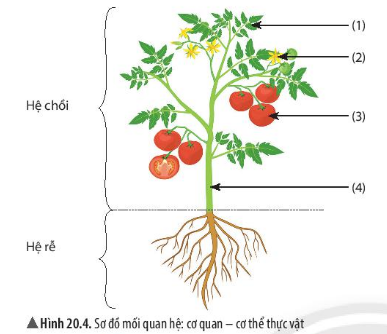 (1)
(2)
Hệ chồi
(3)
(4)
Hệ rễ
▲Hình 20.4. Sơ đồ mối quan hệ: cơ quan – cơ thể thực vật